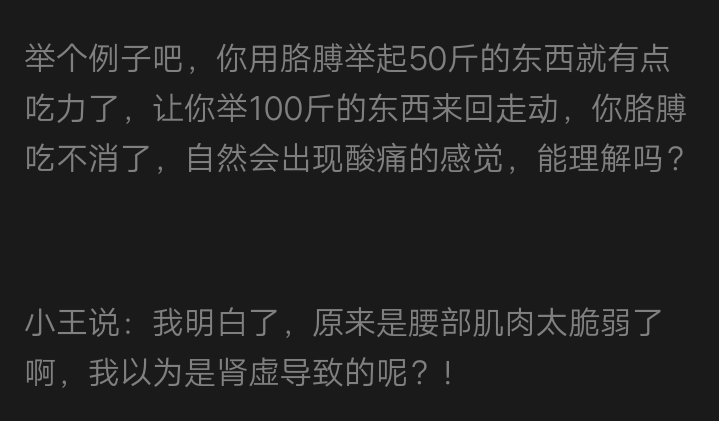 举个例子吧，你用胳膊举起50斤的东西就有点
吃力了，让你举100斤的东西来回走动，你胳膊
吃不消了，自然会出现酸痛的感觉，能理解吗？
小王说：我明白了，原来是腰部肌肉太脆弱了
啊，我以为是肾虚导致的呢？！